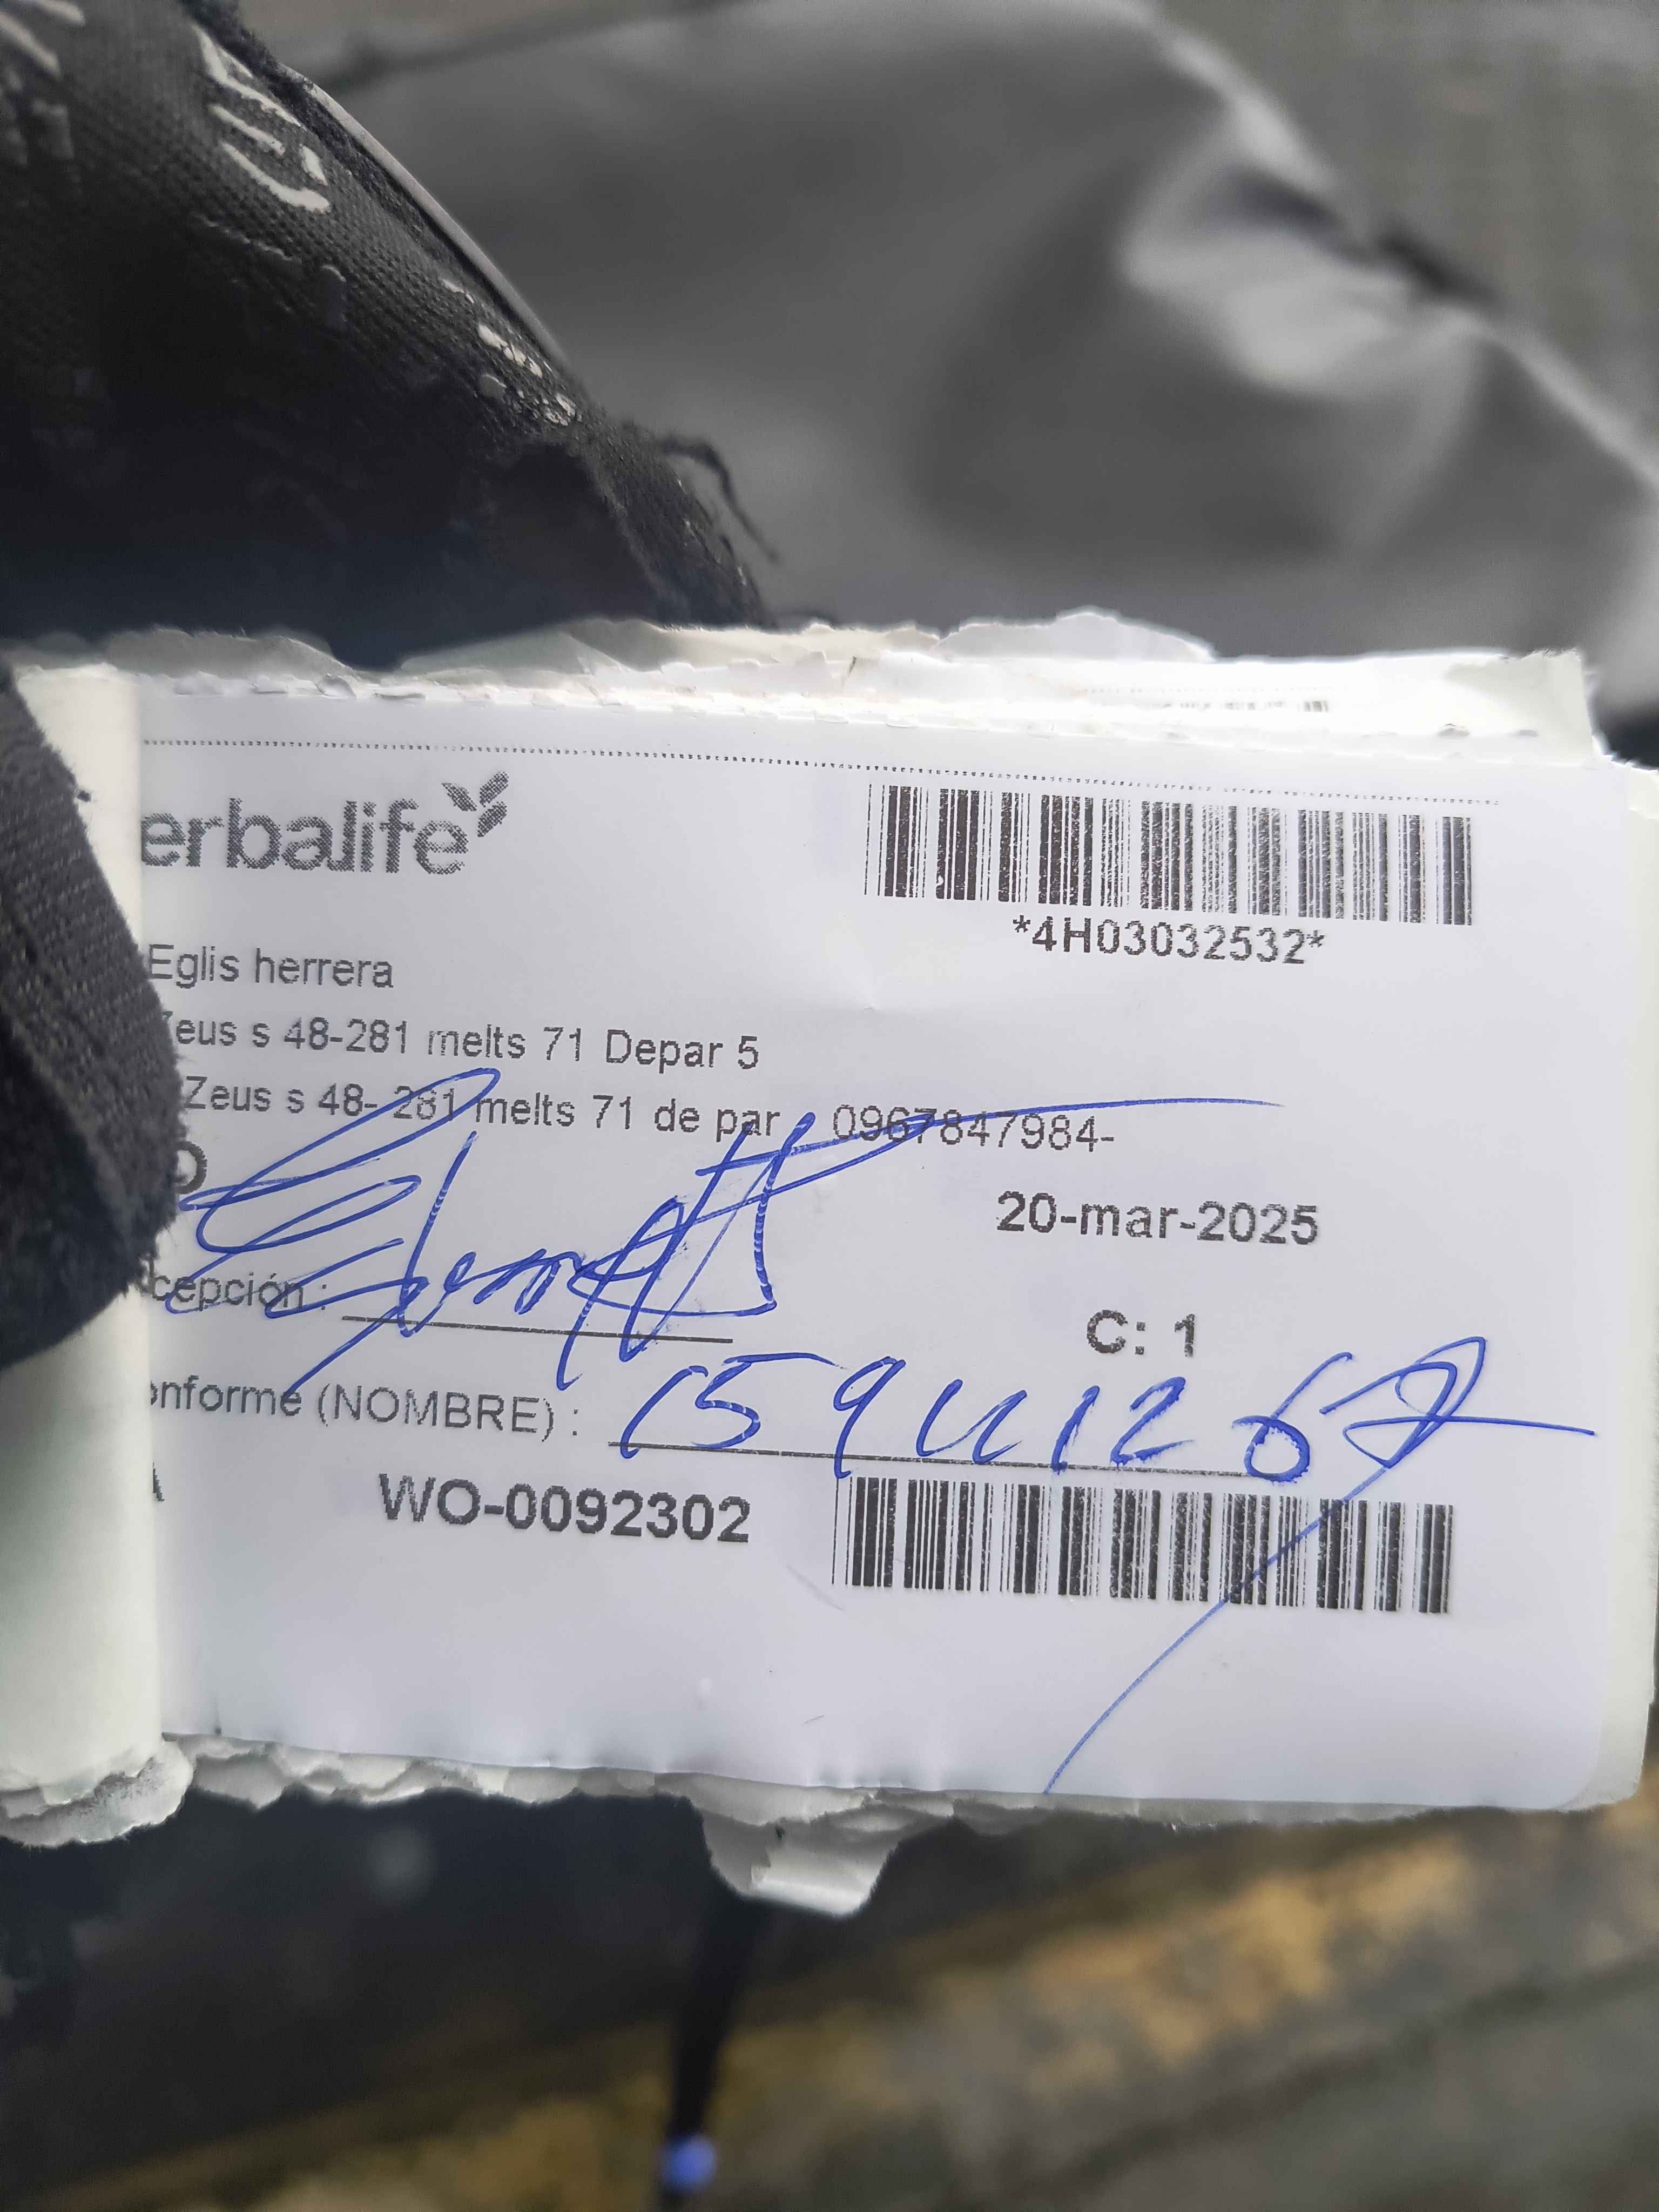 erbalife
*4H03032532*
Eglis herrera
Zeus s 48-281 melts 71 Depar 5
Zeus s 48- 281 melts 71 de par 0967847984-
O
20-mar-2025
cepción :
C: 1
onforme (NOMBRE) :
WO-0092302